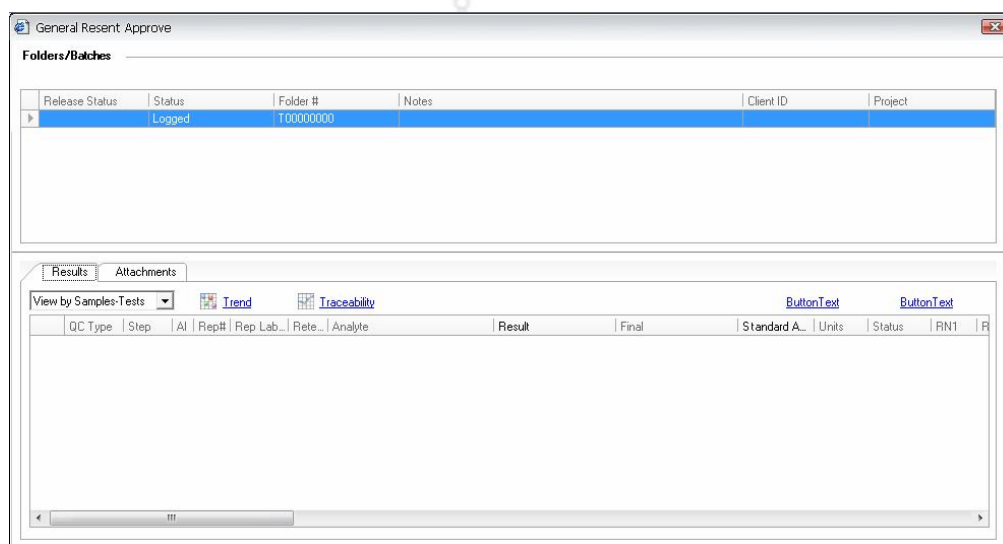 General Resent Approve
Folders/Batches
Release Status Status Folder # Notes Client ID Project
Logged T00000000
Results Attachments
View by Samples-Tests Trend Traceability ButtonText ButtonText
QC Type Step Al Rep# Rep Lab... Rete... Analyte Result Final Standard A... Units Status RN1 R